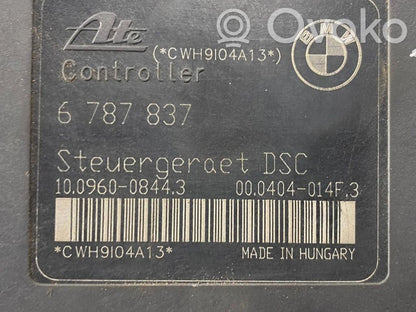 Ovoko
Ate (*CWH9I04A13*)
BMW
Controller
6 787 837
Steuergeraet DSC
10.0960-0844.3 00.0404-014F.3
*CWH9I04A13* MADE IN HUNGARY